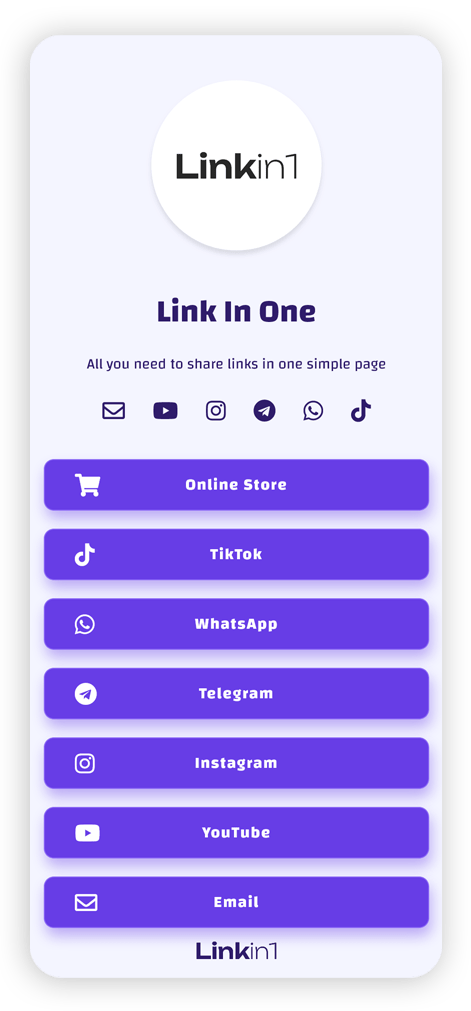 Linkin1
Link In One
All you need to share links in one simple page
Online Store
TikTok
WhatsApp
Telegram
Instagram
YouTube
Email
Linkin1